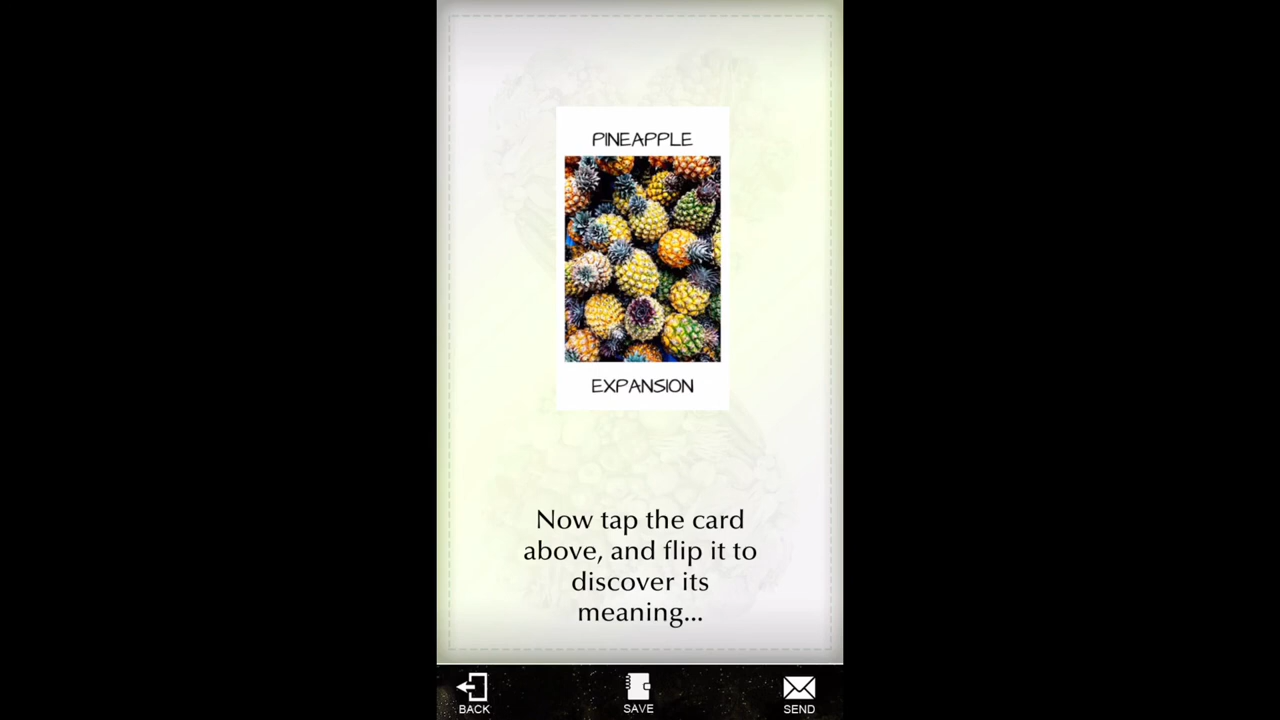 PINEAPPLE
EXPANSION
Now tap the card
above, and flip it to
discover its
meaning...
BACK
SAVE
SEND